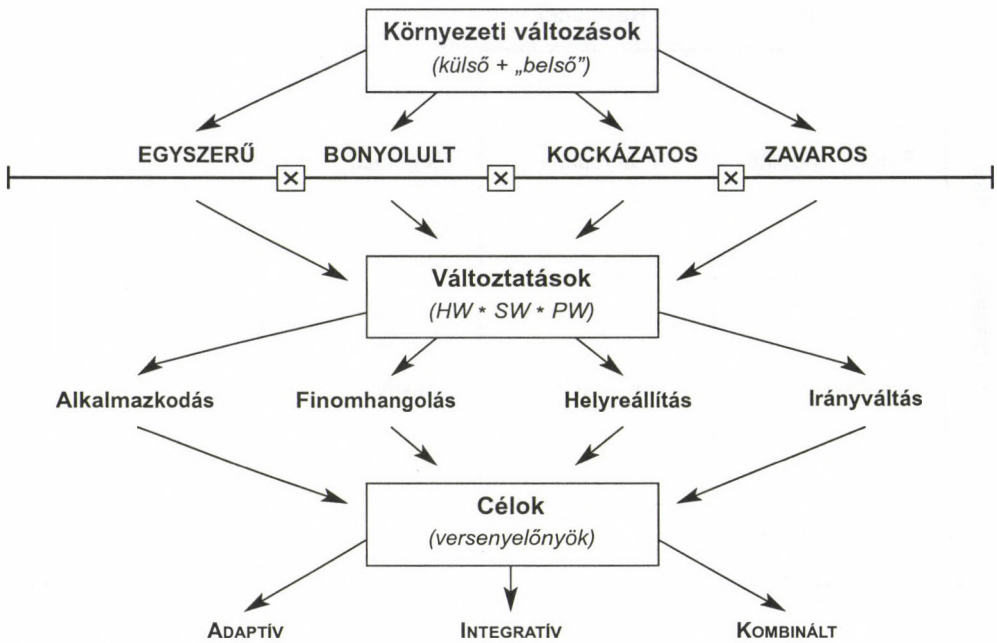 Környezeti változások
(külső + „belső”)
EGYSZERŰ BONYOLULT KOCKÁZATOS ZAVAROS
Változtatások
(HW * SW * PW)
Alkalmazkodás Finomhangolás Helyreállítás Irányváltás
Célok
(versenyelőnyök)
ADAPTÍV INTEGRATÍV KOMBINÁLT